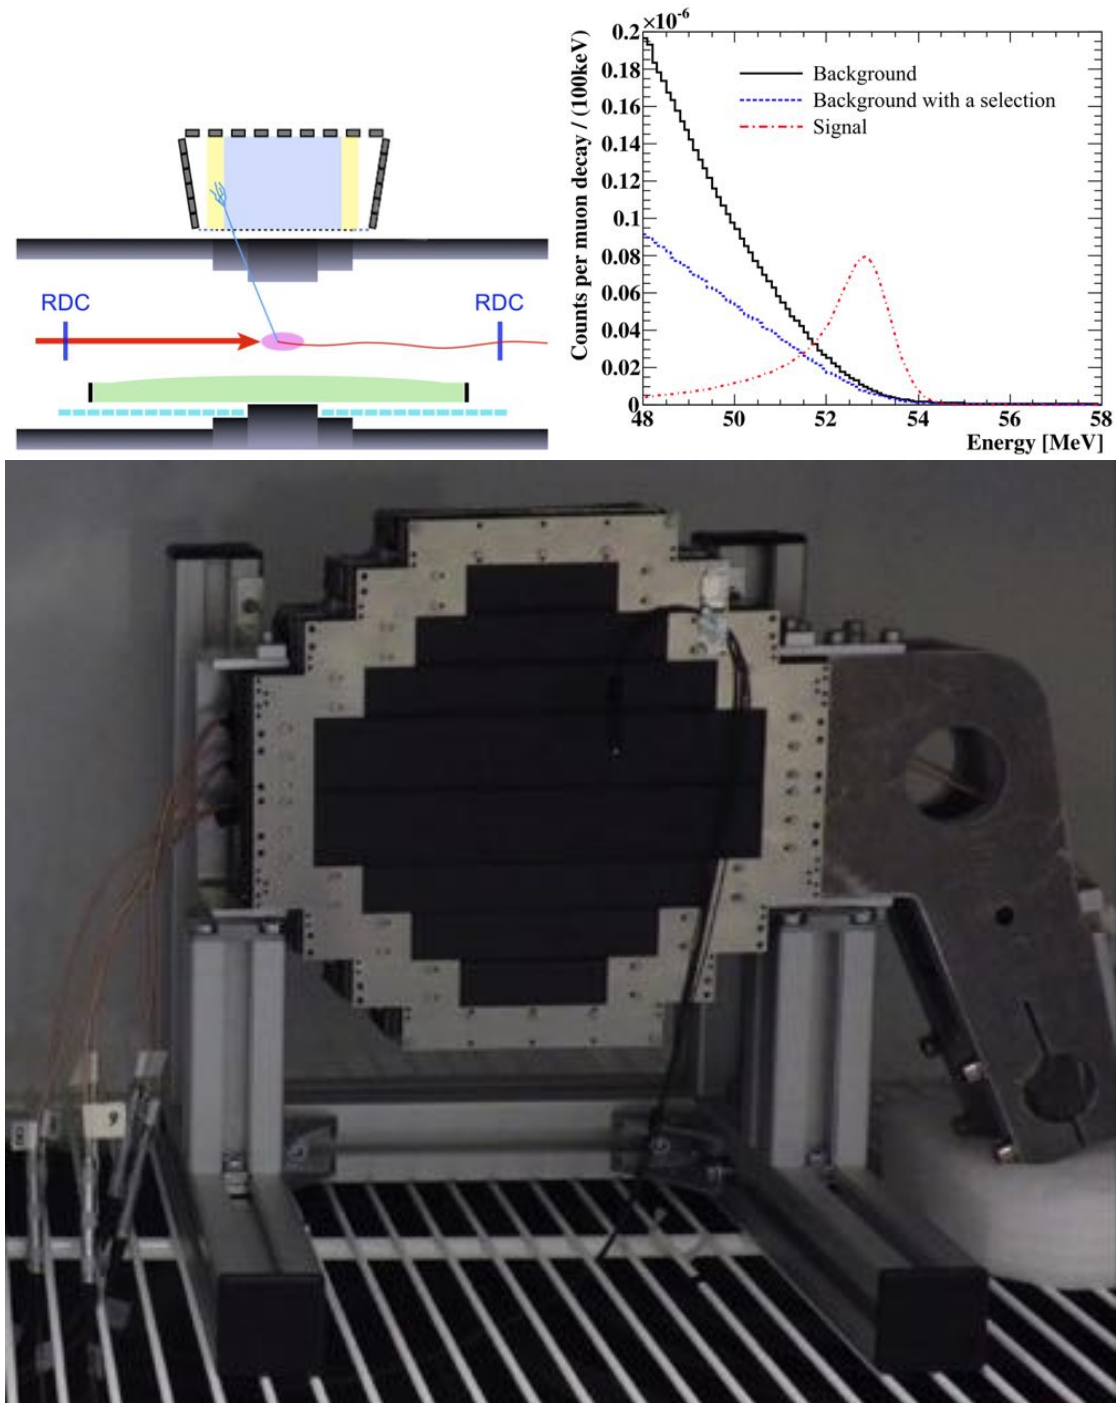 RDC
RDC
×10⁻⁶
Counts per muon decay / (100keV)
0.2
0.18
0.16
0.14
0.12
0.1
0.08
0.06
0.04
0.02
0
Background
Background with a selection
Signal
48
50
52
54
56
58
Energy [MeV]